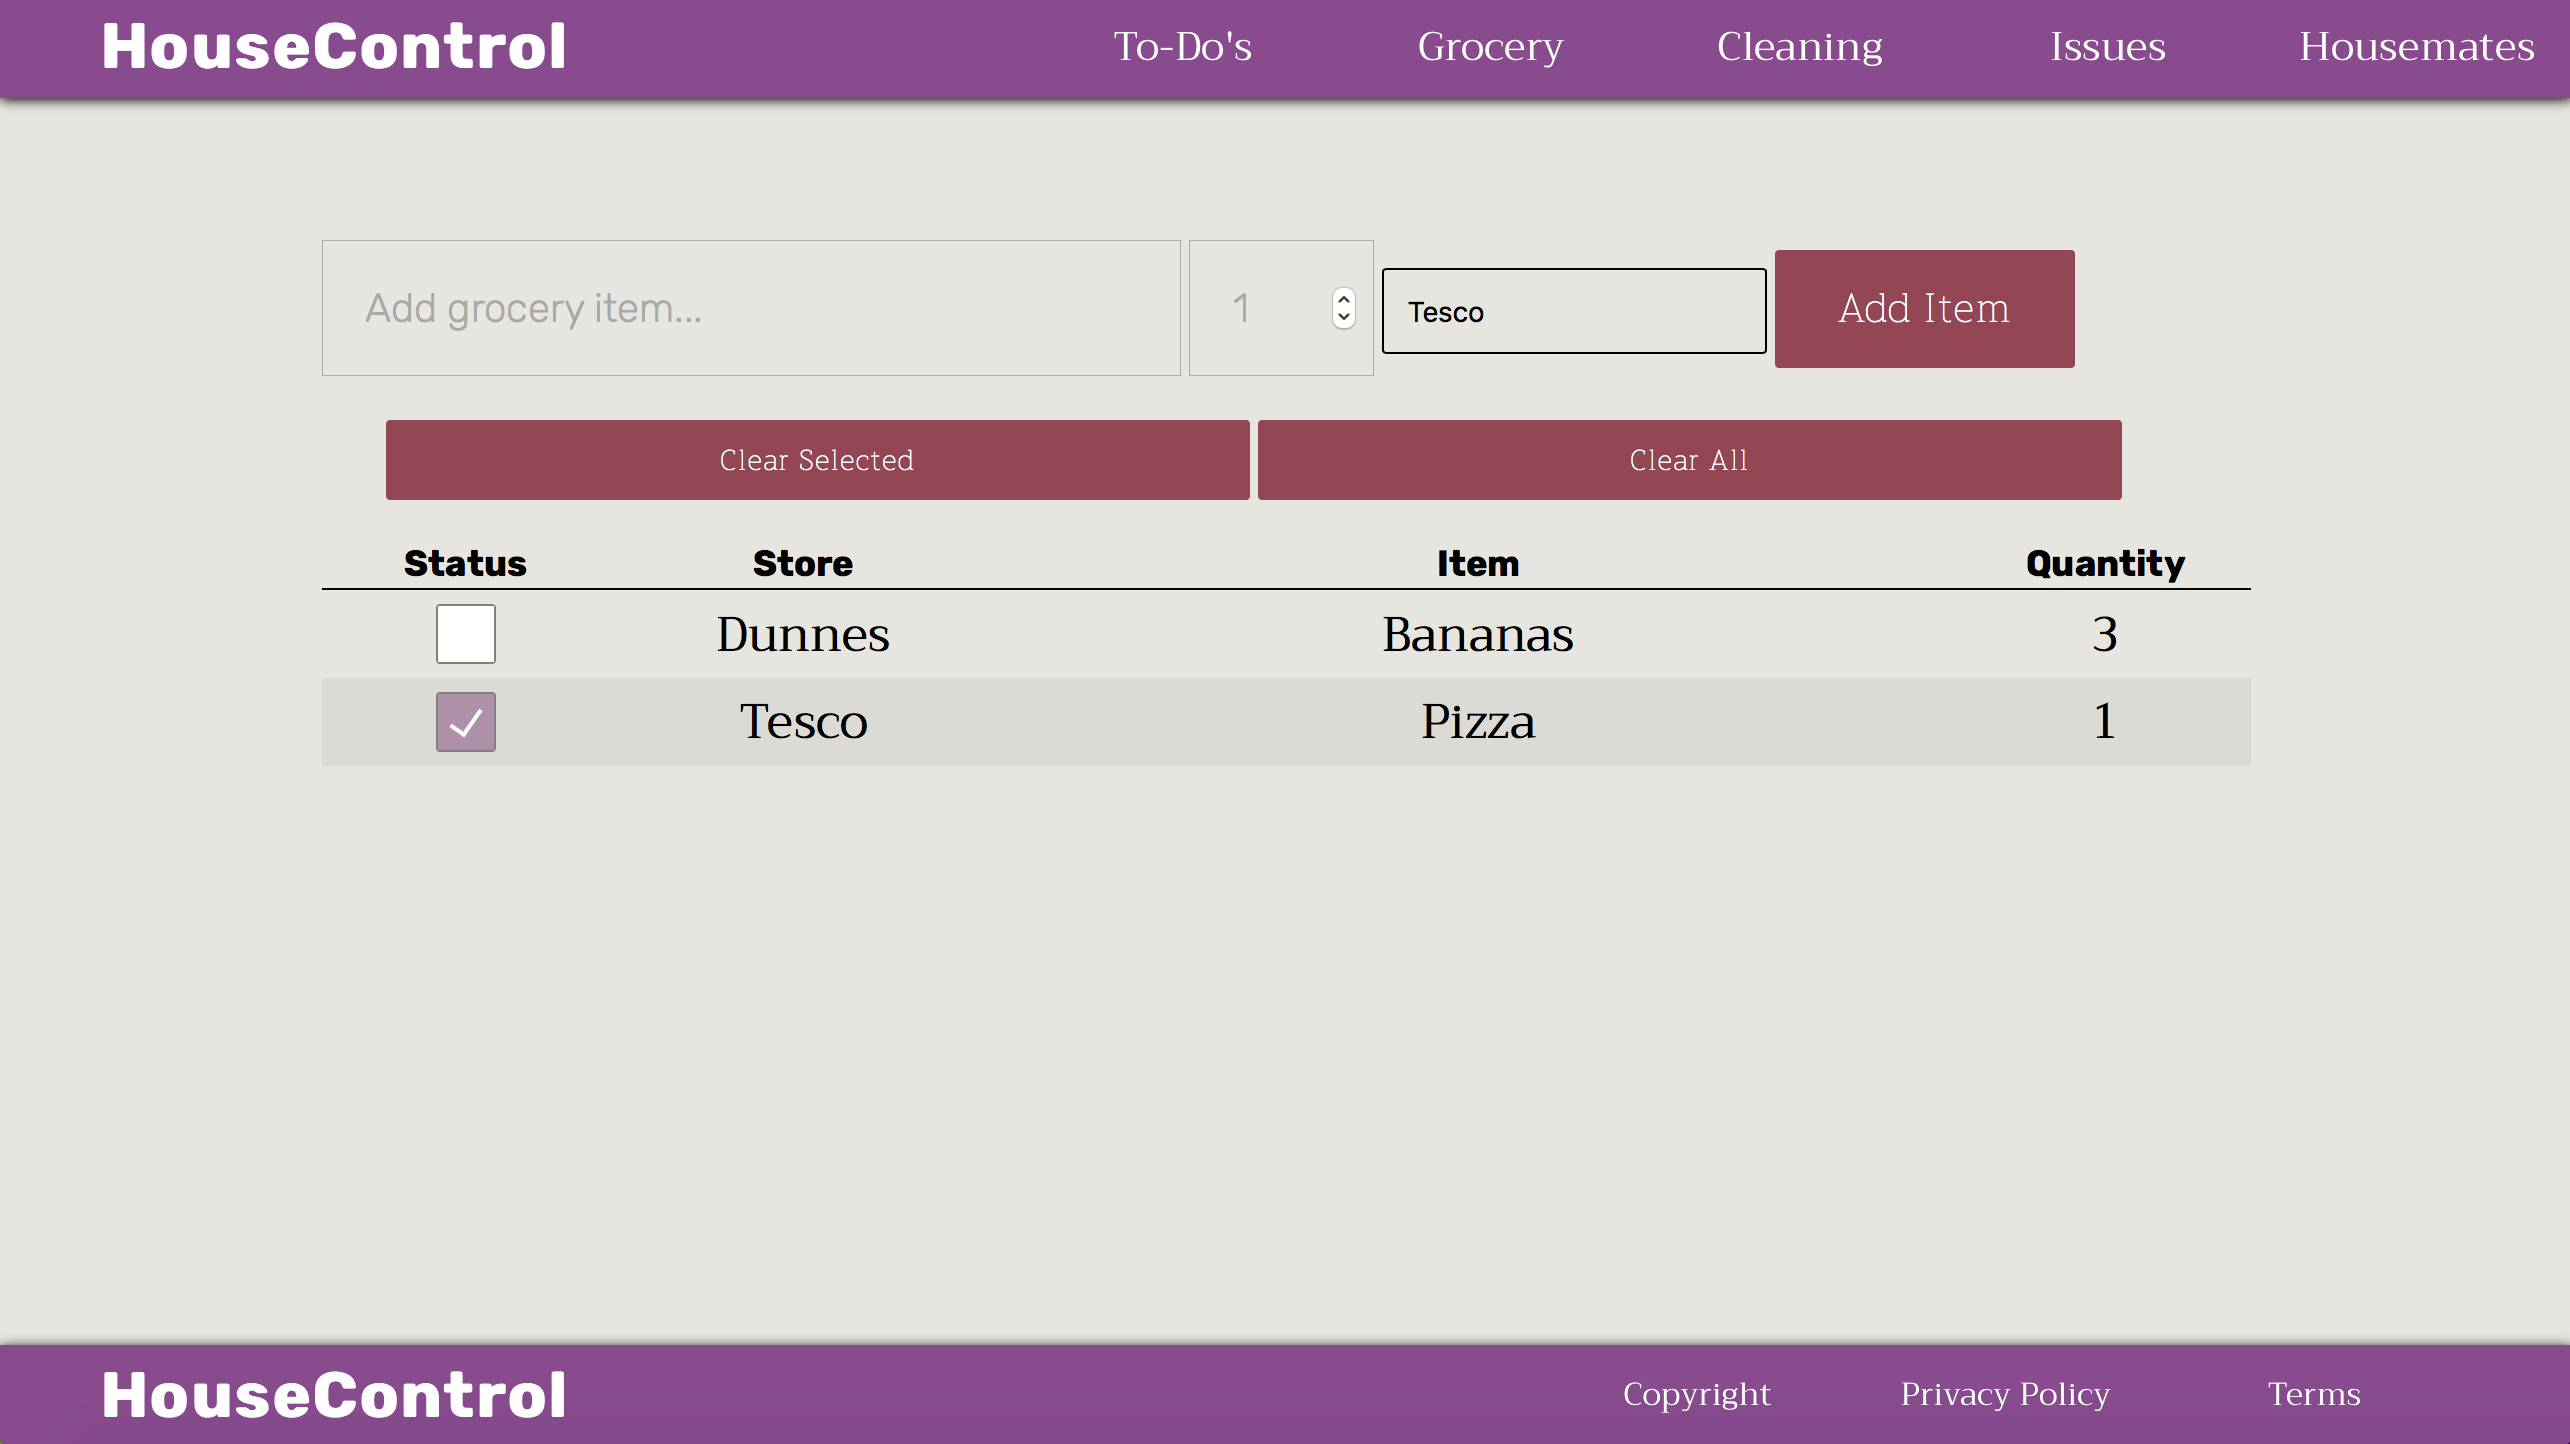 HouseControl To-Do's Grocery Cleaning Issues Housemates
Add grocery item... 1 Tesco Add Item
Clear Selected Clear All
Status Store Item Quantity
Dunnes Bananas 3
Tesco Pizza 1
HouseControl Copyright Privacy Policy Terms